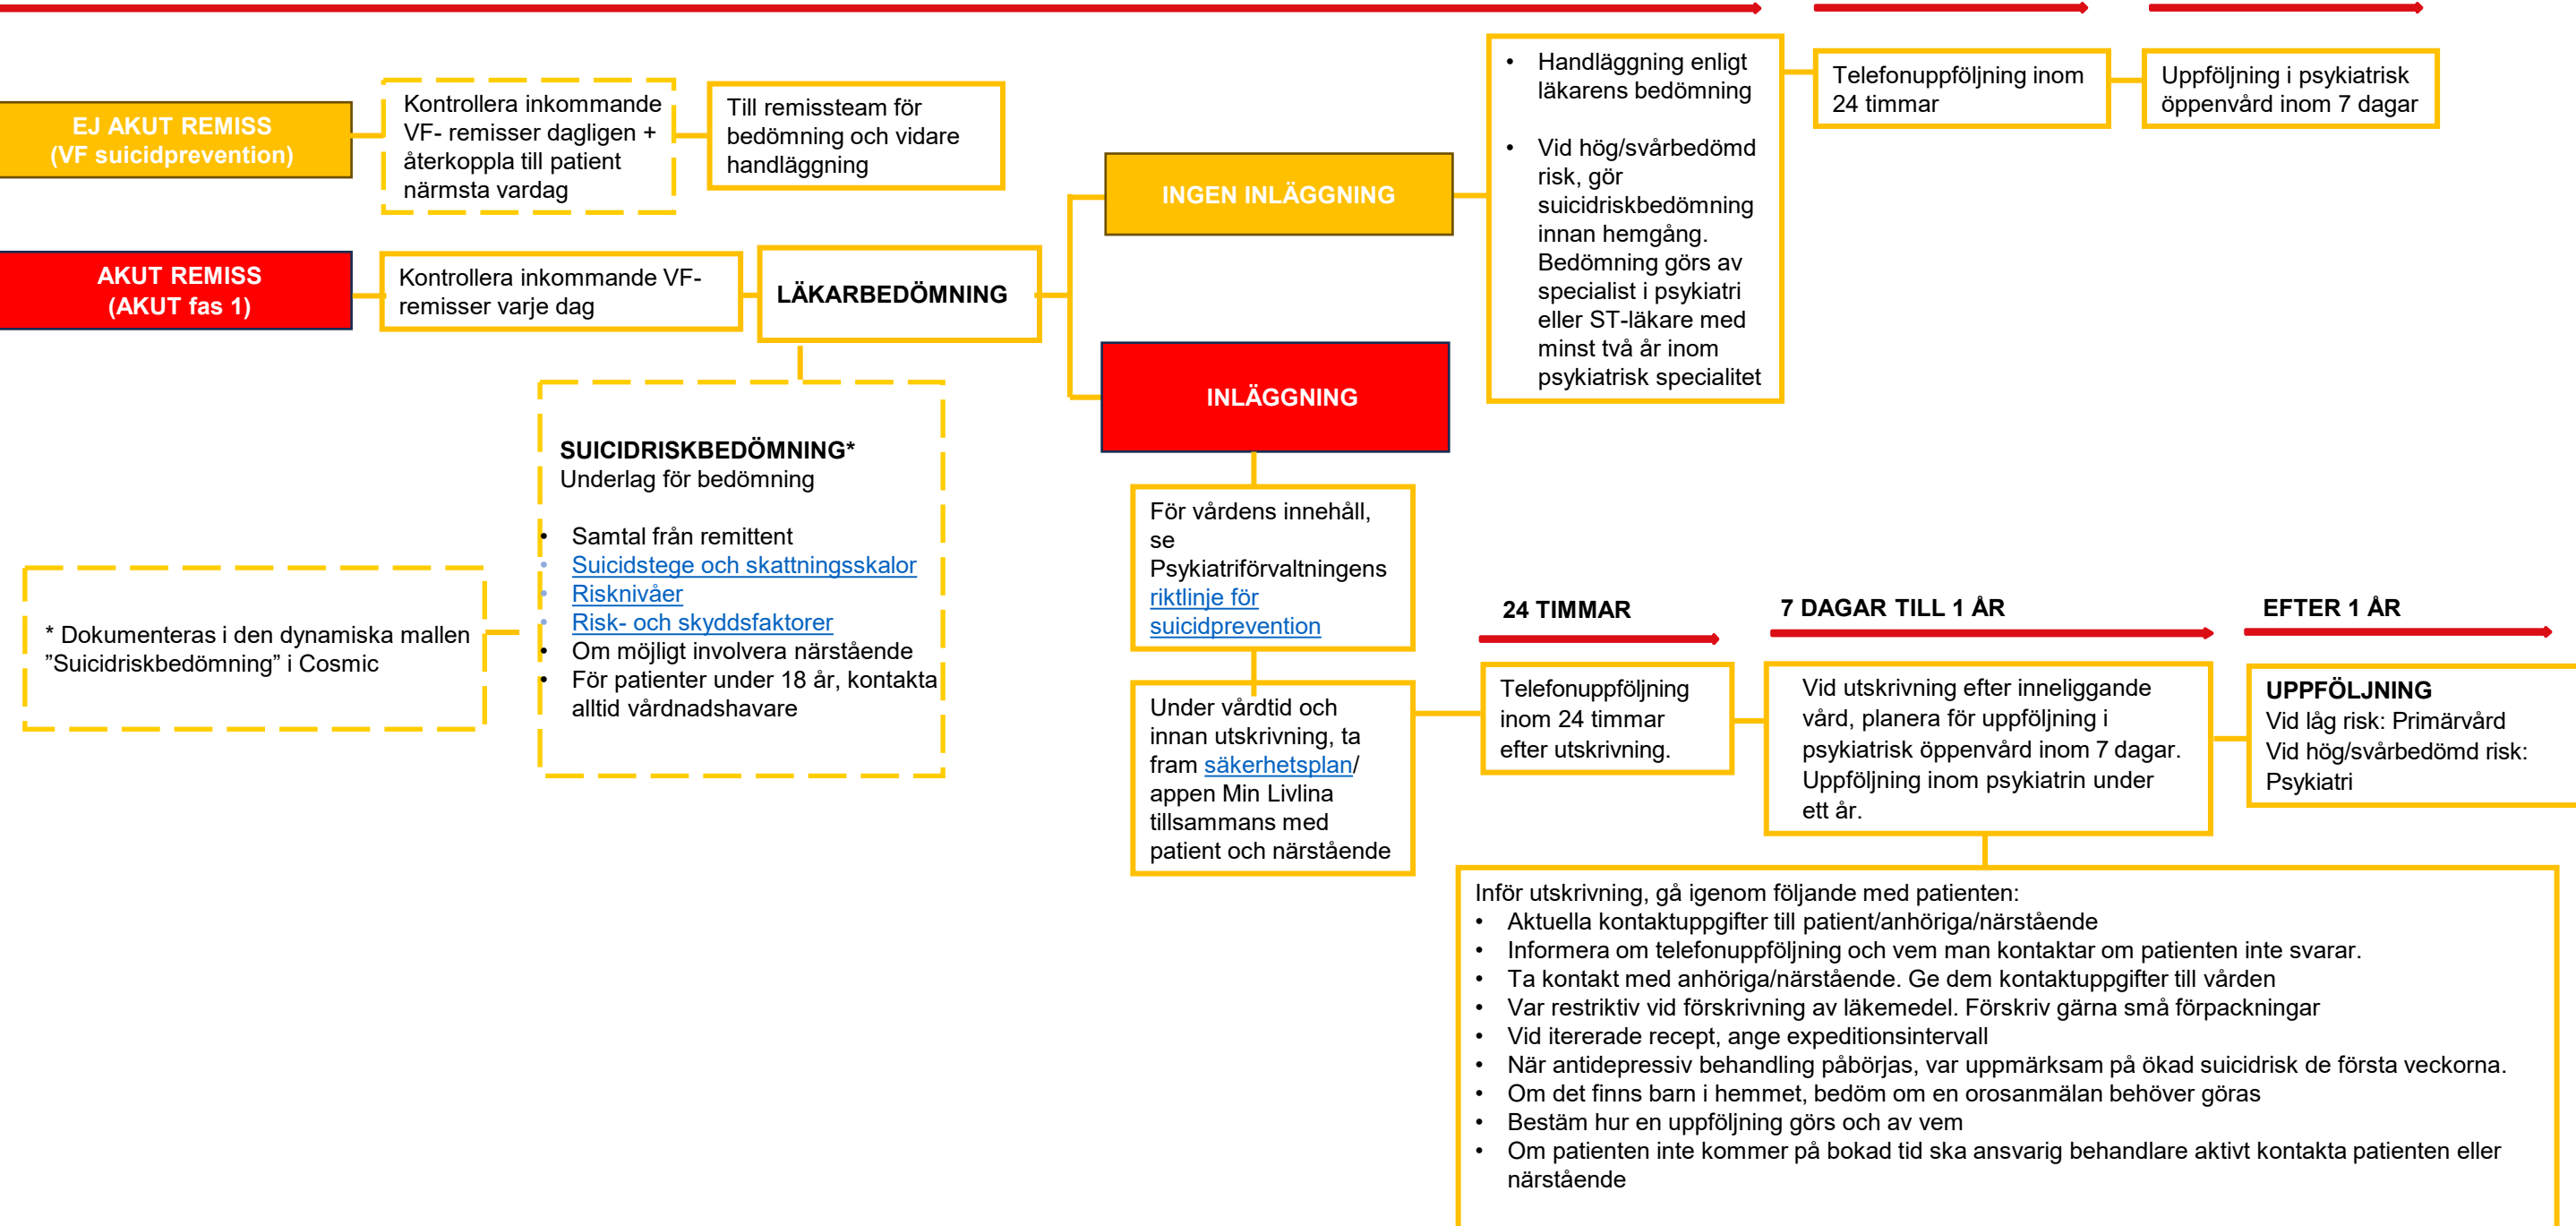 EJ AKUT REMISS
(VF suicidprevention)
Kontrollera inkommande
VF- remisser dagligen +
återkoppla till patient
närmsta vardag
Till remissteam för
bedömning och vidare
handläggning
AKUT REMISS
(AKUT fas 1)
Kontrollera inkommande VF-
remisser varje dag
LÄKARBEDÖMNING
INGEN INLÄGGNING
• Handläggning enligt
läkarens bedömning
• Vid hög/svårbedömd
risk, gör
suicidriskbedömning
innan hemgång.
Bedömning görs av
specialist i psykiatri
eller ST-läkare med
minst två år inom
psykiatrisk specialitet
Telefonuppföljning inom
24 timmar
Uppföljning i psykiatrisk
öppenvård inom 7 dagar
INLÄGGNING
SUICIDRISKBEDÖMNING*
Underlag för bedömning
• Samtal från remittent
• Suicidstege och skattningsskalor
• Risknivåer
• Risk- och skyddsfaktorer
• Om möjligt involvera närstående
• För patienter under 18 år, kontakta
alltid vårdnadshavare
* Dokumenteras i den dynamiska mallen
”Suicidriskbedömning” i Cosmic
För vårdens innehåll,
se
Psykiatriförvaltningens
riktlinje för
suicidprevention
Under vårdtid och
innan utskrivning, ta
fram säkerhetsplan/
appen Min Livlina
tillsammans med
patient och närstående
24 TIMMAR
Telefonuppföljning
inom 24 timmar
efter utskrivning.
7 DAGAR TILL 1 ÅR
Vid utskrivning efter inneliggande
vård, planera för uppföljning i
psykiatrisk öppenvård inom 7 dagar.
Uppföljning inom psykiatrin under
ett år.
EFTER 1 ÅR
UPPFÖLJNING
Vid låg risk: Primärvård
Vid hög/svårbedömd risk:
Psykiatri
Inför utskrivning, gå igenom följande med patienten:
• Aktuella kontaktuppgifter till patient/anhöriga/närstående
• Informera om telefonuppföljning och vem man kontaktar om patienten inte svarar.
• Ta kontakt med anhöriga/närstående. Ge dem kontaktuppgifter till vården
• Var restriktiv vid förskrivning av läkemedel. Förskriv gärna små förpackningar
• Vid itererade recept, ange expeditionsintervall
• När antidepressiv behandling påbörjas, var uppmärksam på ökad suicidrisk de första veckorna.
• Om det finns barn i hemmet, bedöm om en orosanmälan behöver göras
• Bestäm hur en uppföljning görs och av vem
• Om patienten inte kommer på bokad tid ska ansvarig behandlare aktivt kontakta patienten eller
närstående